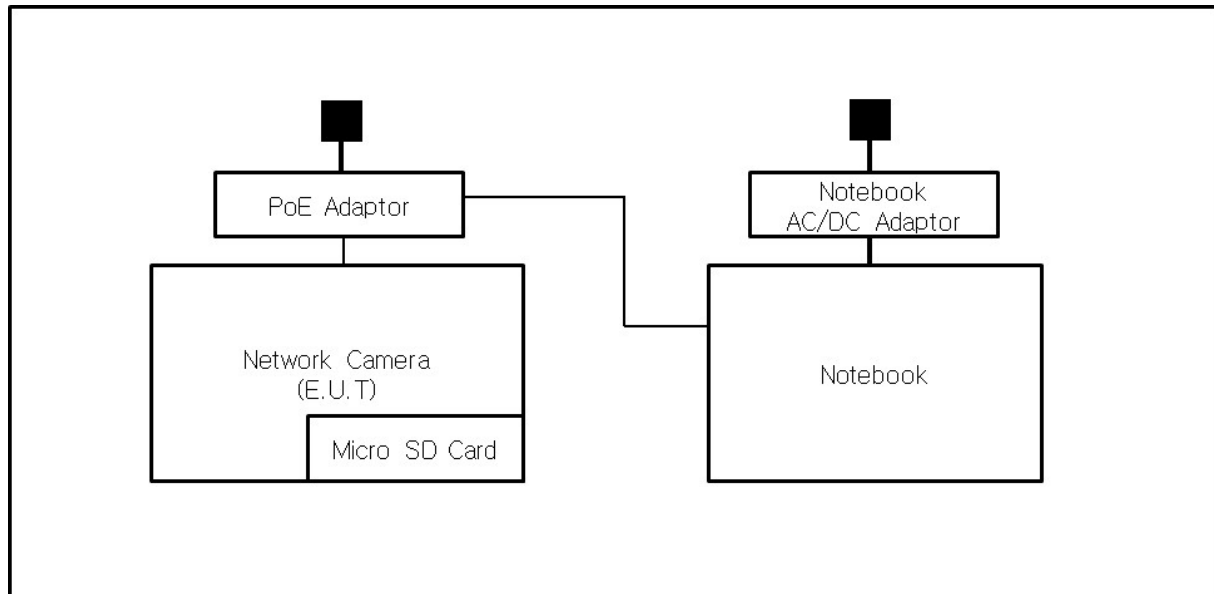 PoE Adaptor
Notebook
AC/DC Adaptor
Network Camera
(E.U.T)
Micro SD Card
Notebook